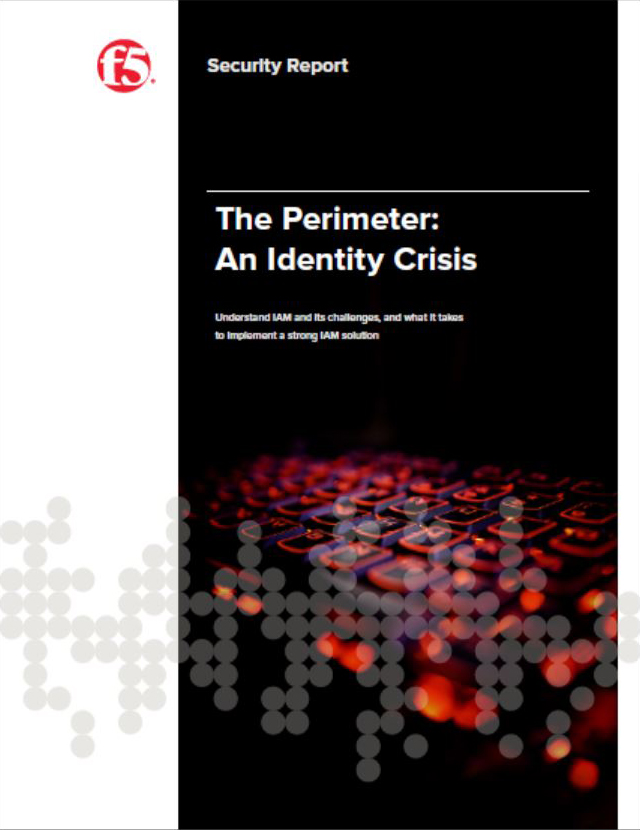 f5
Security Report
The Perimeter:
An Identity Crisis
Understand IAM and its challenges, and what it takes
to implement a strong IAM solution